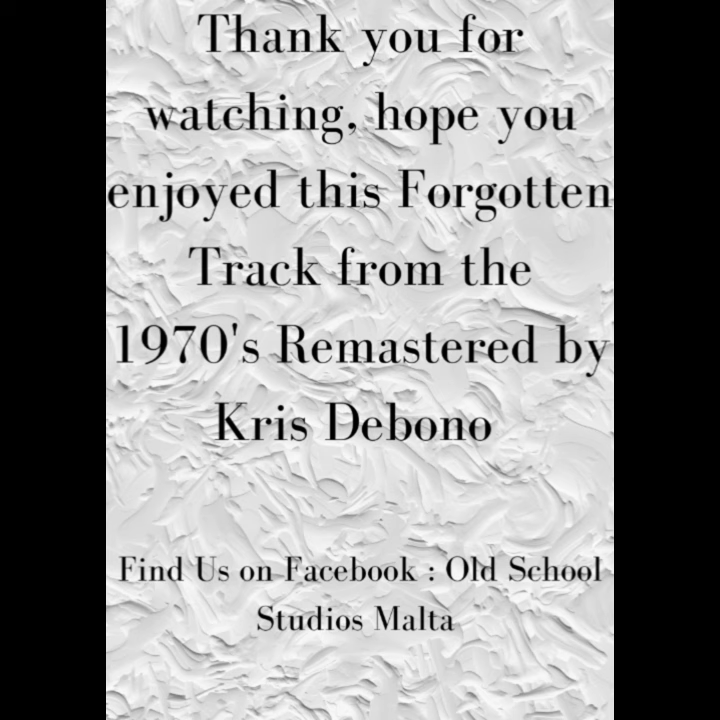 Thank you for
watching, hope you
enjoyed this Forgotten
Track from the
1970's Remastered by
Kris Debono
Find Us on Facebook : Old School
Studios Malta